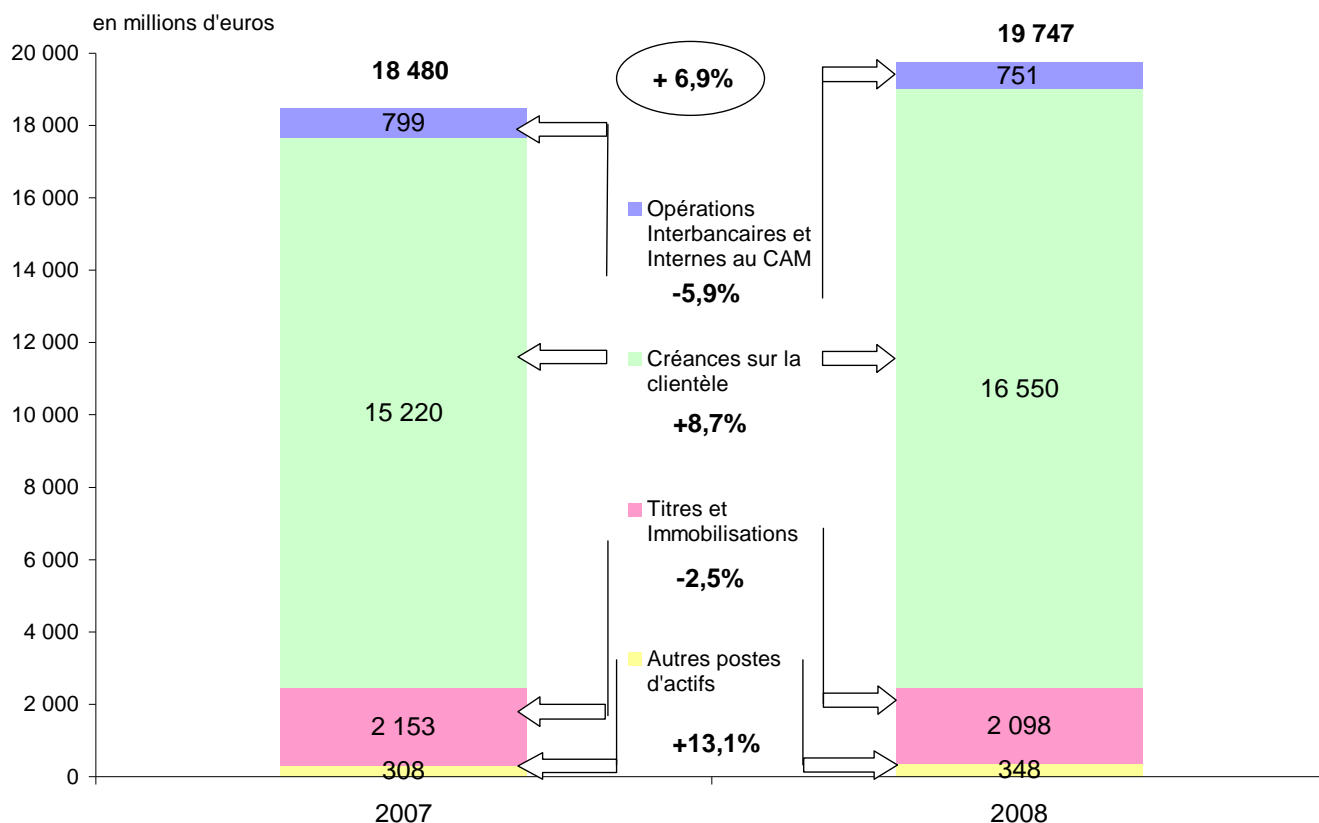 en millions d'euros
20 000
18 000
16 000
14 000
12 000
10 000
8 000
6 000
4 000
2 000
0
18 480
799
15 220
2 153
308
2007
+ 6,9%
Opérations
Interbancaires et
Internes au CAM
-5,9%
Créances sur la
clientèle
+8,7%
Titres et
Immobilisations
-2,5%
Autres postes
d'actifs
+13,1%
19 747
751
16 550
2 098
348
2008